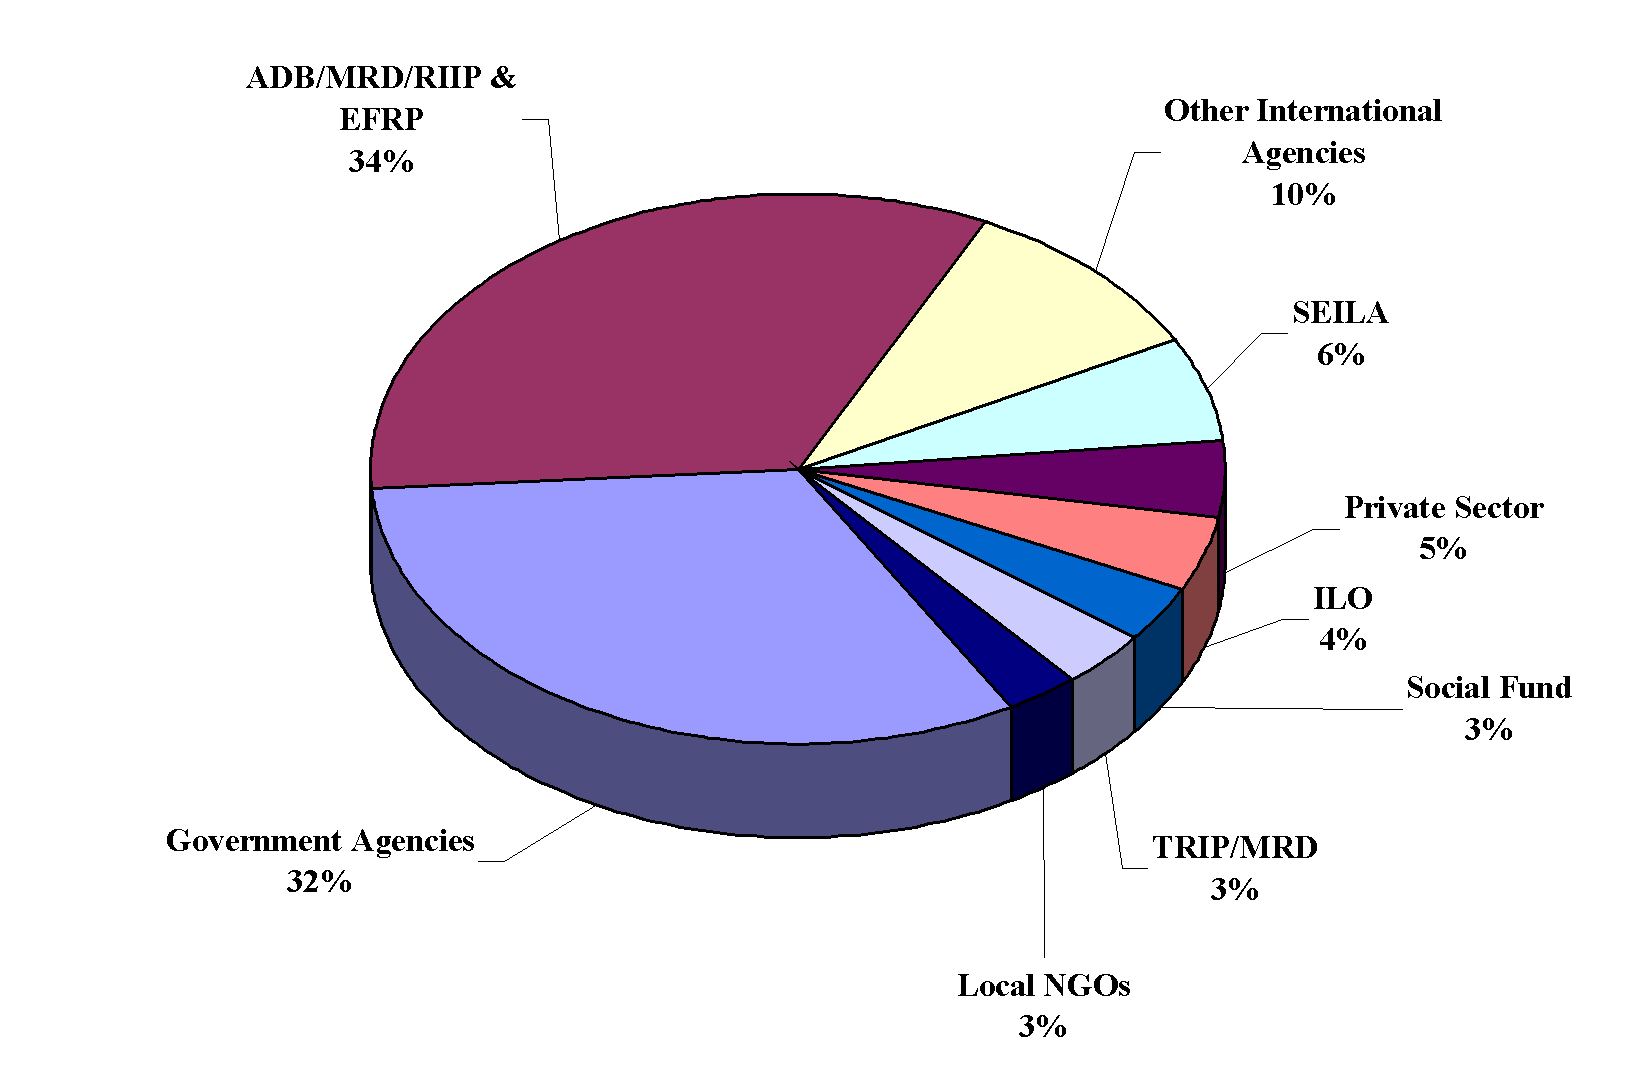 ADB/MRD/RIIP &
EFRP
34%
Other International
Agencies
10%
SEILA
6%
Private Sector
5%
ILO
4%
Social Fund
3%
Government Agencies
32%
TRIP/MRD
3%
Local NGOs
3%